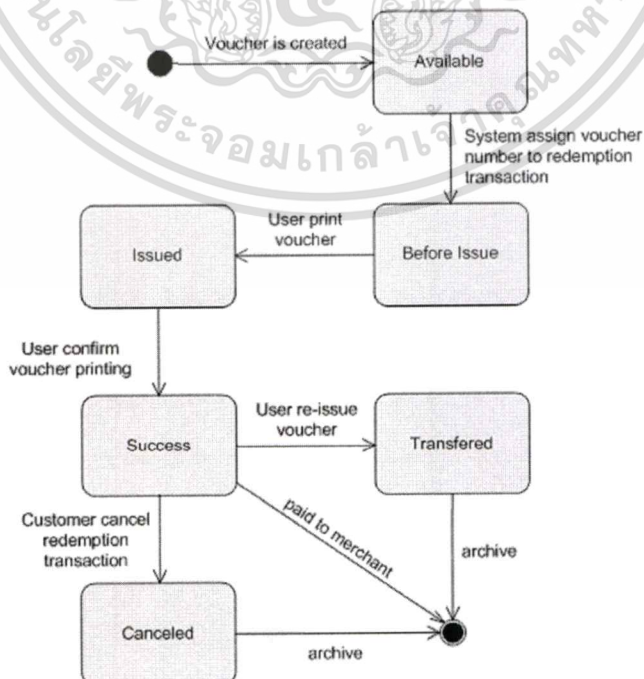 Voucher is created
Available
System assign voucher
number to redemption
transaction
User print
voucher
Issued
Before Issue
User confirm
voucher printing
User re-issue
voucher
Success
Transfered
Customer cancel
redemption
transaction
paid to merchant
archive
Canceled
archive